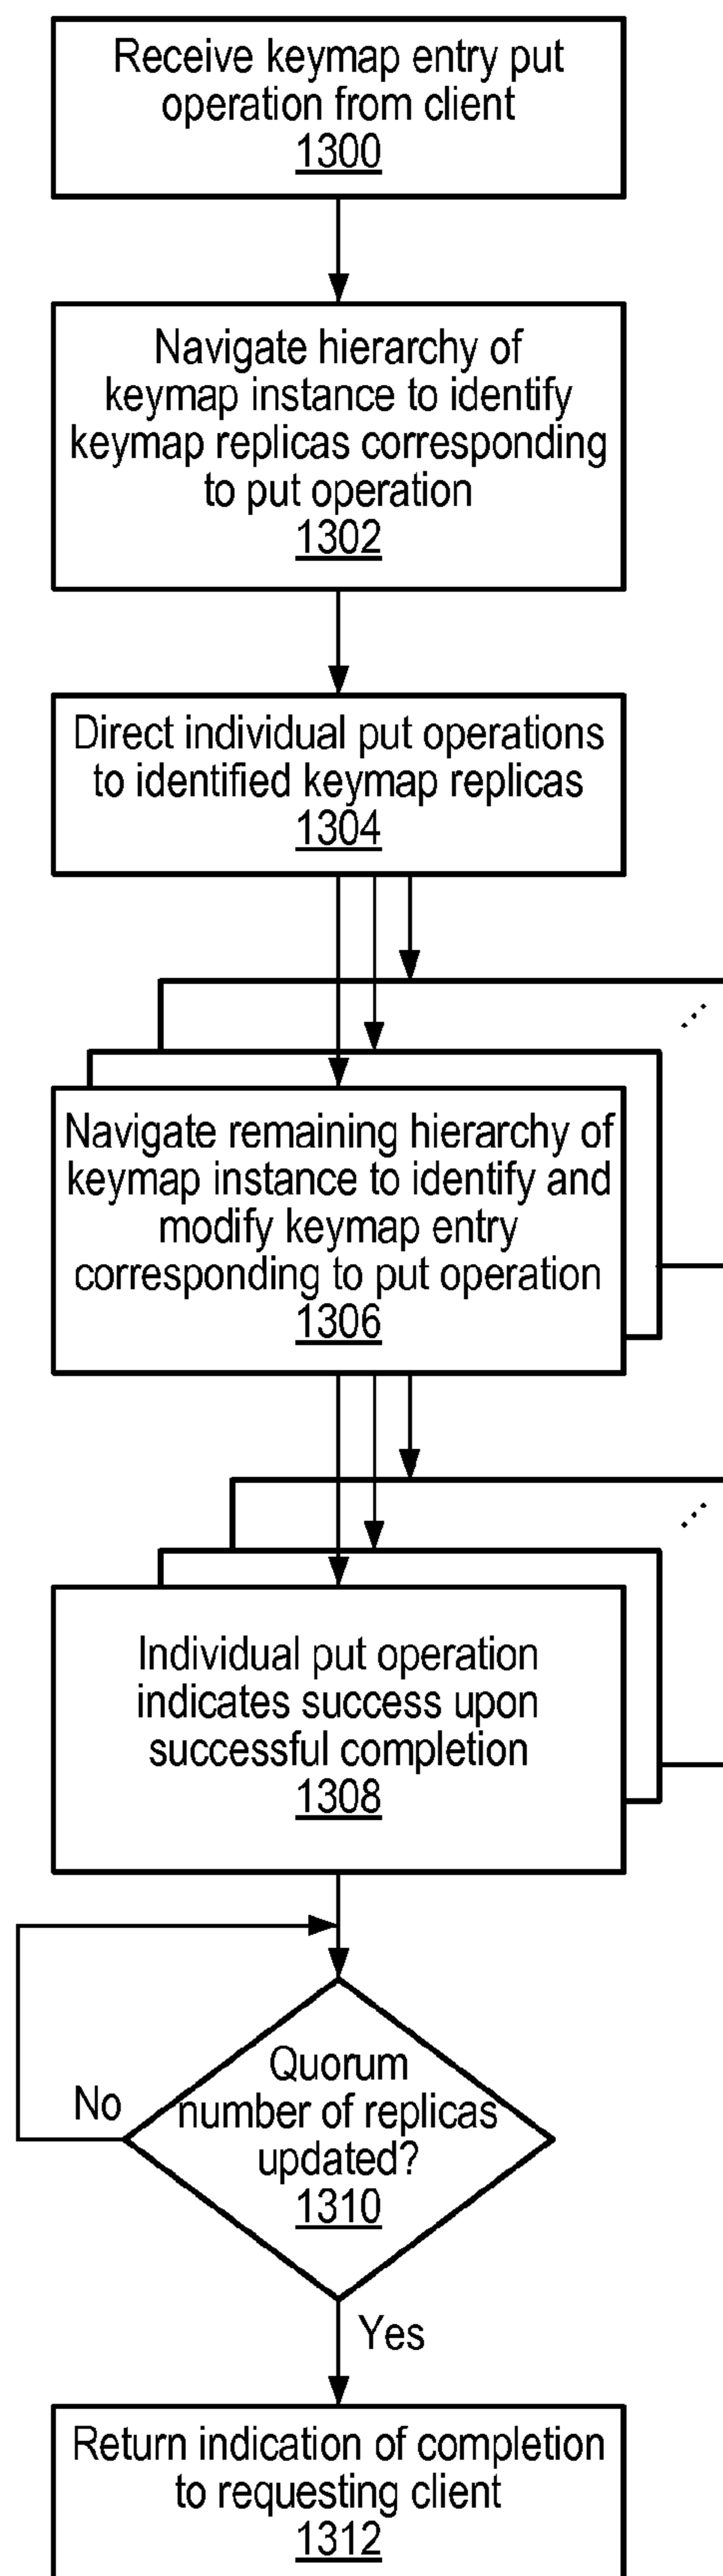 Receive keymap entry put
operation from client
1300
Navigate hierarchy of
keymap instance to identify
keymap replicas corresponding
to put operation
1302
Direct individual put operations
to identified keymap replicas
1304
Navigate remaining hierarchy of
keymap instance to identify and
modify keymap entry
corresponding to put operation
1306
Individual put operation
indicates success upon
successful completion
1308
Quorum
number of replicas
updated?
1310
No
Yes
Return indication of completion
to requesting client
1312